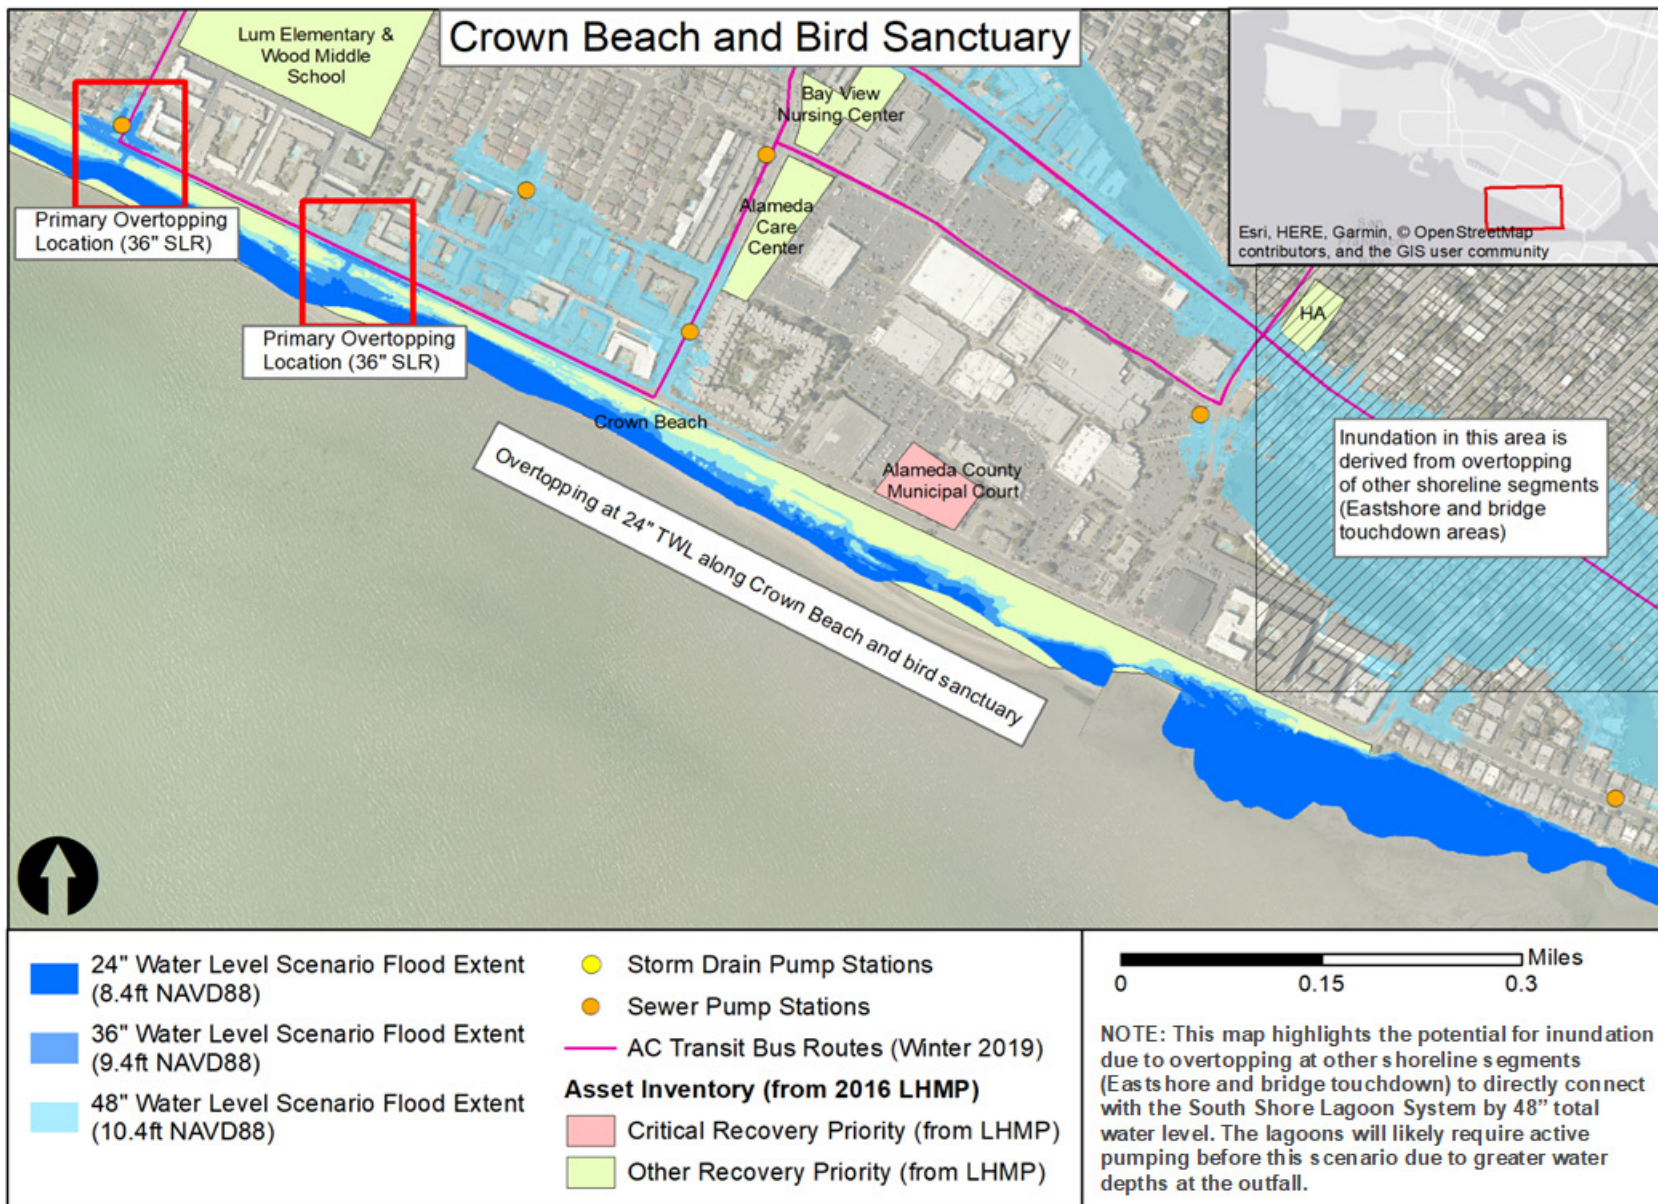 Crown Beach and Bird Sanctuary
Lum Elementary &
Wood Middle
School
Bay View
Nursing Center
Alameda
Care
Center
Primary Overtopping
Location (36" SLR)
Primary Overtopping
Location (36" SLR)
Esri, HERE, Garmin, © OpenStreetMap
contributors, and the GIS user community
HA
Inundation in this area is
derived from overtopping
of other shoreline segments
(Eastshore and bridge
touchdown areas)
Crown Beach
Alameda County
Municipal Court
Overtopping at 24" TWL along Crown Beach and bird sanctuary
24" Water Level Scenario Flood Extent
(8.4ft NAVD88)
36" Water Level Scenario Flood Extent
(9.4ft NAVD88)
48" Water Level Scenario Flood Extent
(10.4ft NAVD88)
Storm Drain Pump Stations
Sewer Pump Stations
AC Transit Bus Routes (Winter 2019)
Asset Inventory (from 2016 LHMP)
Critical Recovery Priority (from LHMP)
Other Recovery Priority (from LHMP)
Miles
0 0.15 0.3
NOTE: This map highlights the potential for inundation
due to overtopping at other shoreline segments
(Eastshore and bridge touchdown) to directly connect
with the South Shore Lagoon System by 48” total
water level. The lagoons will likely require active
pumping before this scenario due to greater water
depths at the outfall.